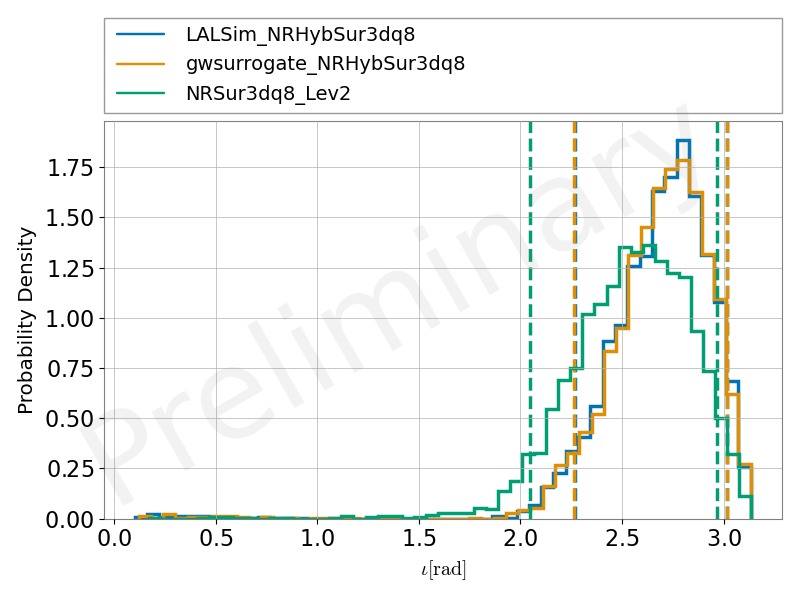 LALSim_NRHybSur3dq8
gwsurrogate_NRHybSur3dq8
NRSur3dq8_Lev2
Preliminary
Probability Density
1.75
1.50
1.25
1.00
0.75
0.50
0.25
0.00
0.0 0.5 1.0 1.5 2.0 2.5 3.0
ι[rad]